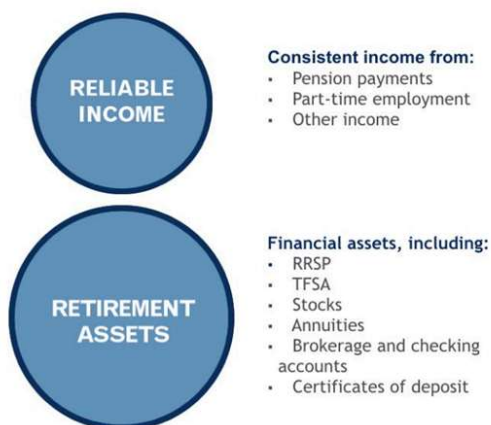 RELIABLE
INCOME
Consistent income from:
• Pension payments
• Part-time employment
• Other income
RETIREMENT
ASSETS
Financial assets, including:
• RRSP
• TFSA
• Stocks
• Annuities
• Brokerage and checking
accounts
• Certificates of deposit